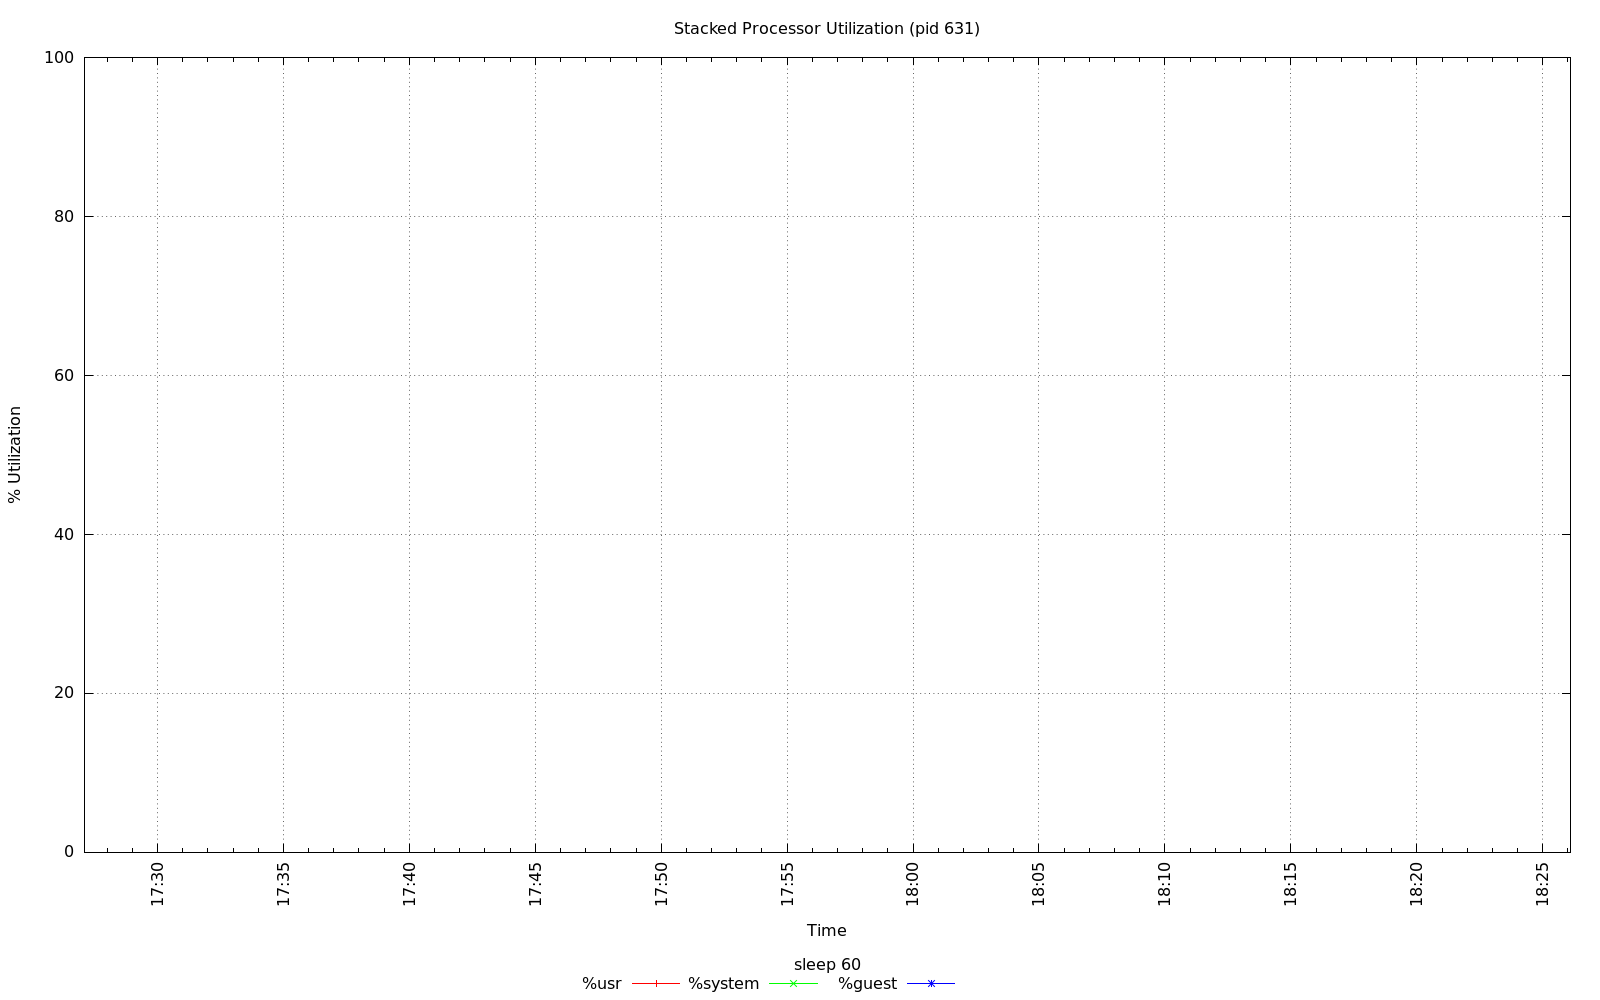 Stacked Processor Utilization (pid 631)
100
80
60
40
20
0
% Utilization
17:30 17:35 17:40 17:45 17:50 17:55 18:00 18:05 18:10 18:15 18:20 18:25
Time
sleep 60
%usr %system %guest